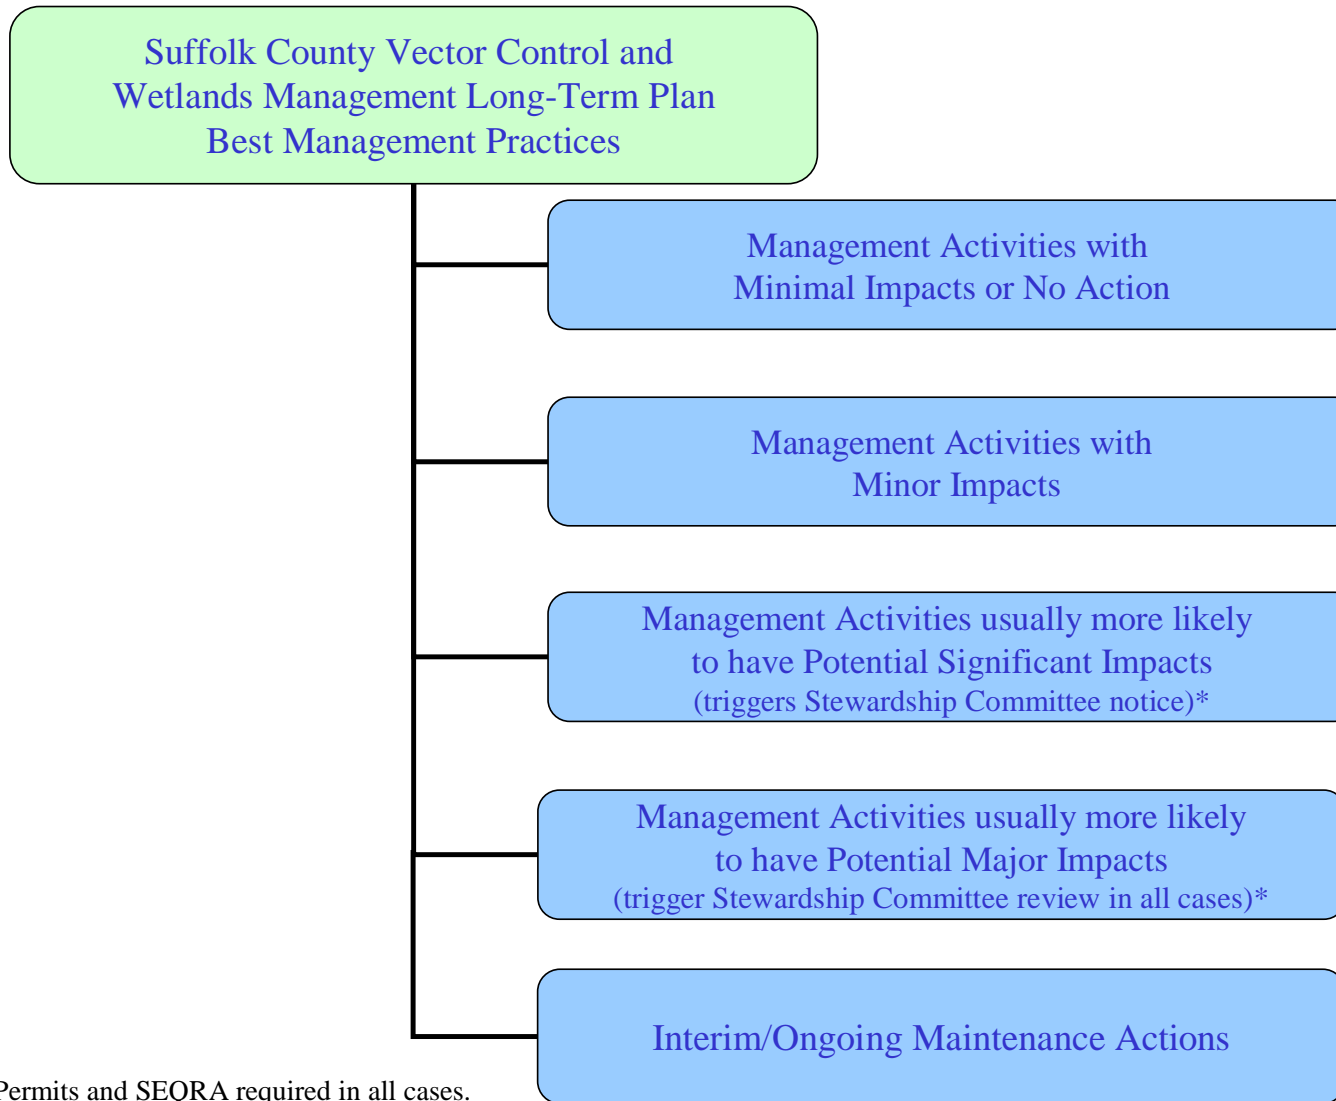 Suffolk County Vector Control and
Wetlands Management Long-Term Plan
Best Management Practices
Management Activities with
Minimal Impacts or No Action
Management Activities with
Minor Impacts
Management Activities usually more likely
to have Potential Significant Impacts
(triggers Stewardship Committee notice)*
Management Activities usually more likely
to have Potential Major Impacts
(trigger Stewardship Committee review in all cases)*
Interim/Ongoing Maintenance Actions
Permits and SEQRA required in all cases.